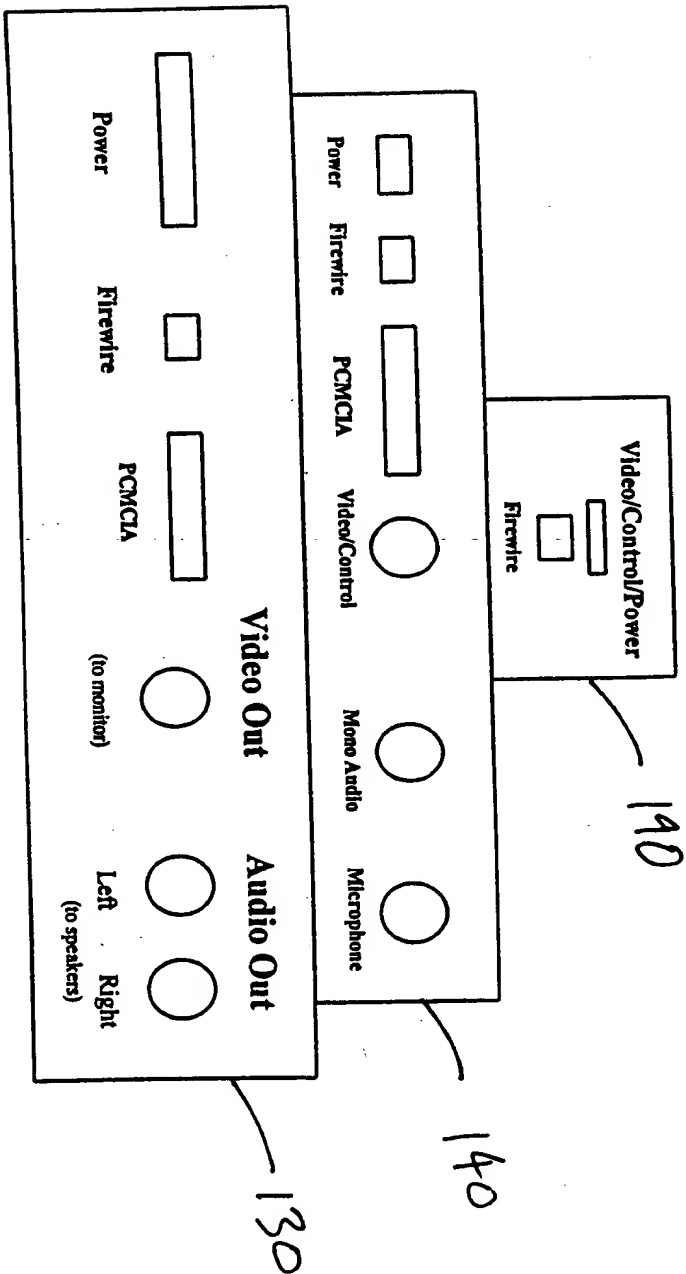 Video/Control/Power
Firewire
190
Power Firewire PCMCIA Video/Control Mono Audio Microphone
140
Video Out Audio Out
Power Firewire PCMCIA (to monitor) Left Right
(to speakers)
130